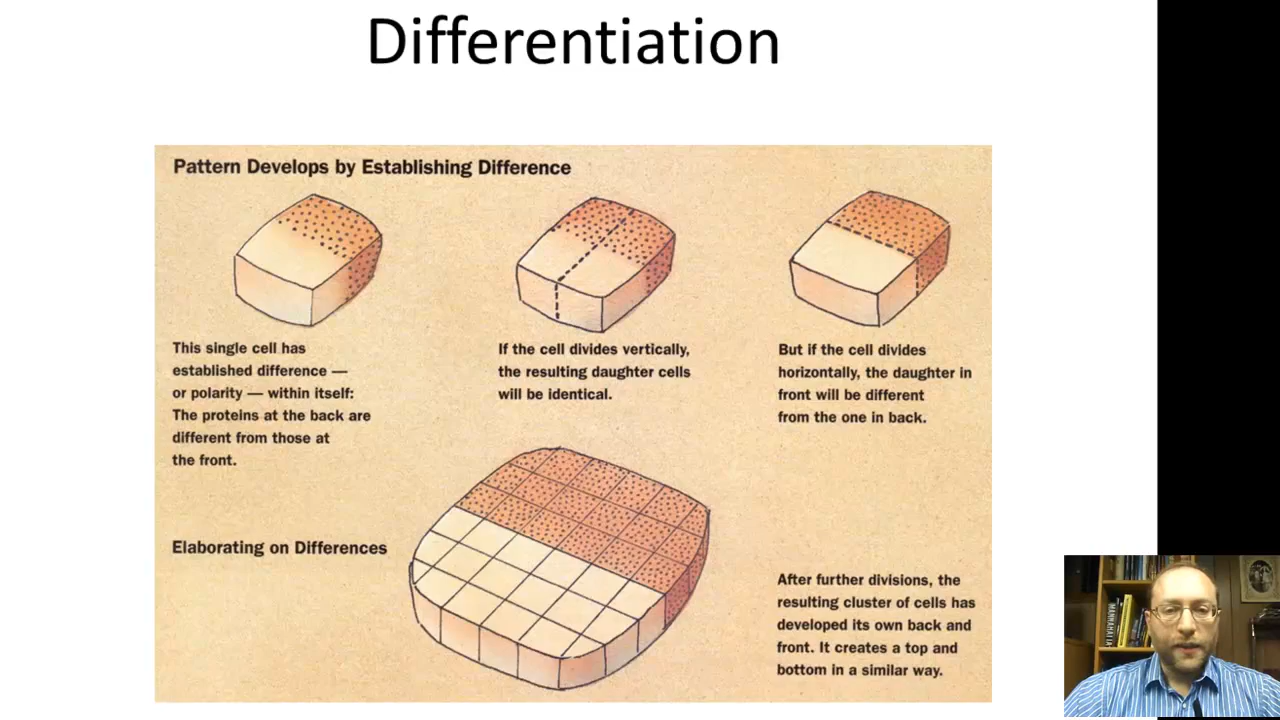 Differentiation
Pattern Develops by Establishing Difference
This single cell has
established difference —
or polarity — within itself:
The proteins at the back are
different from those at
the front.
If the cell divides vertically,
the resulting daughter cells
will be identical.
But if the cell divides
horizontally, the daughter in
front will be different
from the one in back.
Elaborating on Differences
After further divisions, the
resulting cluster of cells has
developed its own back and
front. It creates a top and
bottom in a similar way.
MANNAHATTA